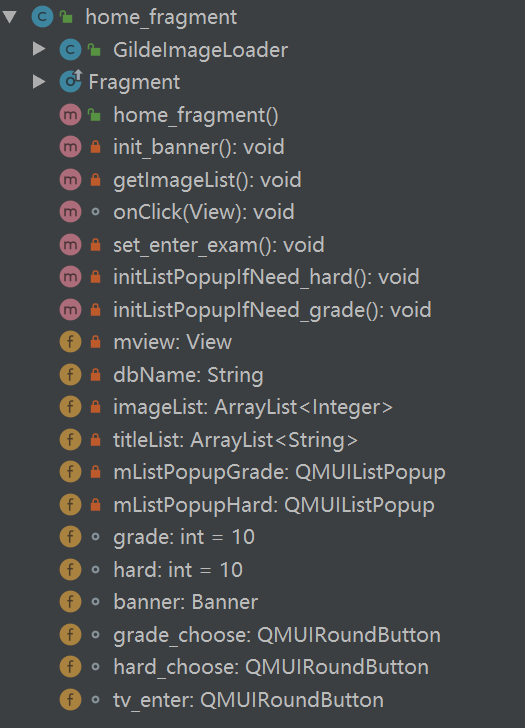 home_fragment
GildeImageLoader
Fragment
home_fragment()
init_banner(): void
getImageList(): void
onClick(View): void
set_enter_exam(): void
initListPopupIfNeed_hard(): void
initListPopupIfNeed_grade(): void
mview: View
dbName: String
imageList: ArrayList<Integer>
titleList: ArrayList<String>
mListPopupGrade: QMUIListPopup
mListPopupHard: QMUIListPopup
grade: int = 10
hard: int = 10
banner: Banner
grade_choose: QMUIRoundButton
hard_choose: QMUIRoundButton
tv_enter: QMUIRoundButton